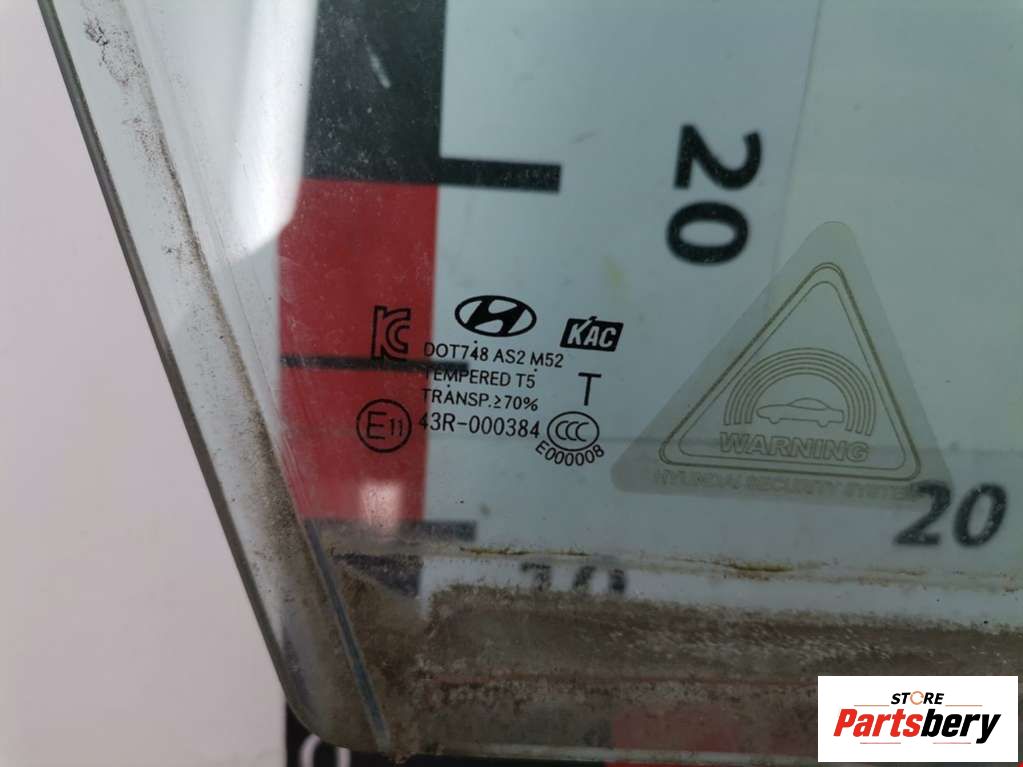 20
KC
KAC
DOT748 AS2 M52
TEMPERED T5
T
TRANSP.≥70%
E11
43R-000384
CCC
E000008
WARNING
HYUNDAI SECURITY SYSTEM
20
STORE
Partsbery